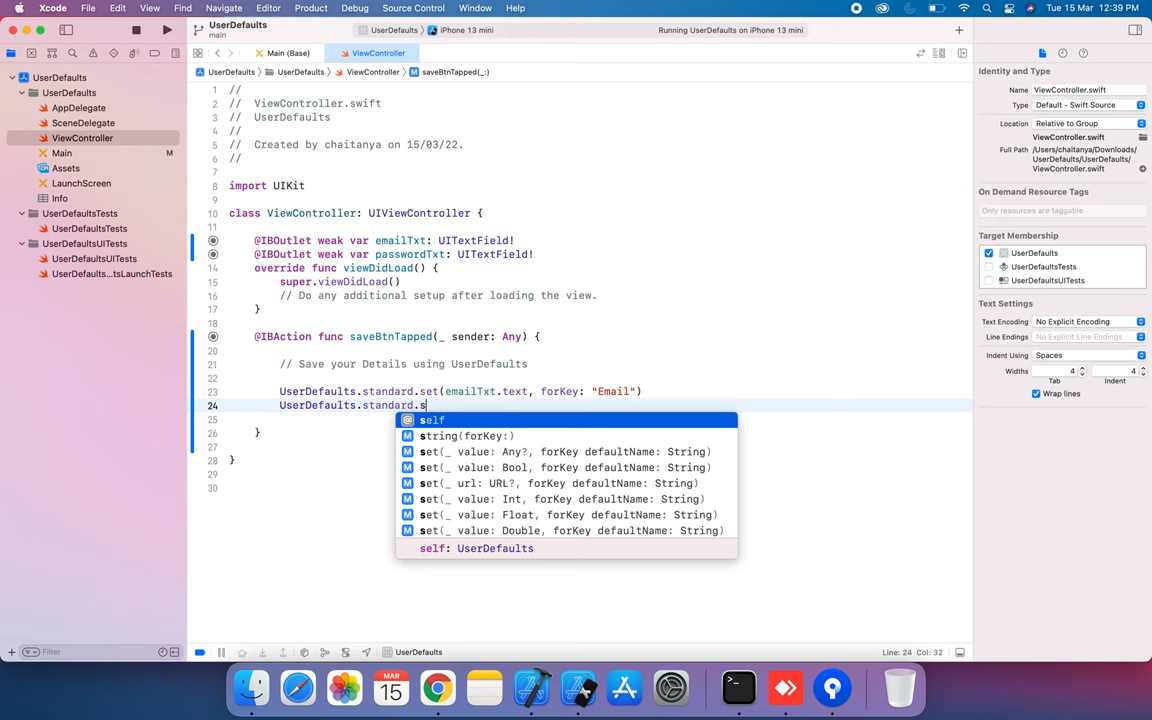 Xcode File Edit View Find Navigate Editor Product Debug Source Control Window Help Tue 15 Mar 12:39 PM
UserDefaults
main
UserDefaults 〉 iPhone 13 mini
Running UserDefaults on iPhone 13 mini
Main (Base)
ViewController
UserDefaults 〉 UserDefaults 〉 ViewController 〉 M saveBtnTapped(_:)
UserDefaults
UserDefaults
AppDelegate
SceneDelegate
ViewController
Main M
Assets
LaunchScreen
Info
UserDefaultsTests
UserDefaultsTests
UserDefaultsUITests
UserDefaultsUITests
UserDefaults...tsLaunchTests
Filter
1 //
2 //  ViewController.swift
3 //  UserDefaults
4 //
5 //  Created by chaitanya on 15/03/22.
6 //
7
8 import UIKit
9
10 class ViewController: UIViewController {
11
@IBOutlet weak var emailTxt: UITextField!
@IBOutlet weak var passwordTxt: UITextField!
14 override func viewDidLoad() {
15 super.viewDidLoad()
16 // Do any additional setup after loading the view.
17 }
18
@IBAction func saveBtnTapped(_ sender: Any) {
20
21 // Save your Details using UserDefaults
22
23 UserDefaults.standard.set(emailTxt.text, forKey: "Email")
24 UserDefaults.standard.s
25
26 }
27
28 }
29
30
self
M string(forKey:)
M set(_ value: Any?, forKey defaultName: String)
M set(_ value: Bool, forKey defaultName: String)
M set(_ url: URL?, forKey defaultName: String)
M set(_ value: Int, forKey defaultName: String)
M set(_ value: Float, forKey defaultName: String)
M set(_ value: Double, forKey defaultName: String)
self: UserDefaults
UserDefaults
Line: 24 Col: 32
Identity and Type
Name ViewController.swift
Type Default - Swift Source
Location Relative to Group
ViewController.swift
Full Path /Users/chaitanya/Downloads/
UserDefaults/UserDefaults/
ViewController.swift
On Demand Resource Tags
Only resources are taggable
Target Membership
UserDefaults
UserDefaultsTests
UserDefaultsUITests
Text Settings
Text Encoding No Explicit Encoding
Line Endings No Explicit Line Endings
Indent Using Spaces
Widths 4 4
Tab Indent
Wrap lines
MAR
15